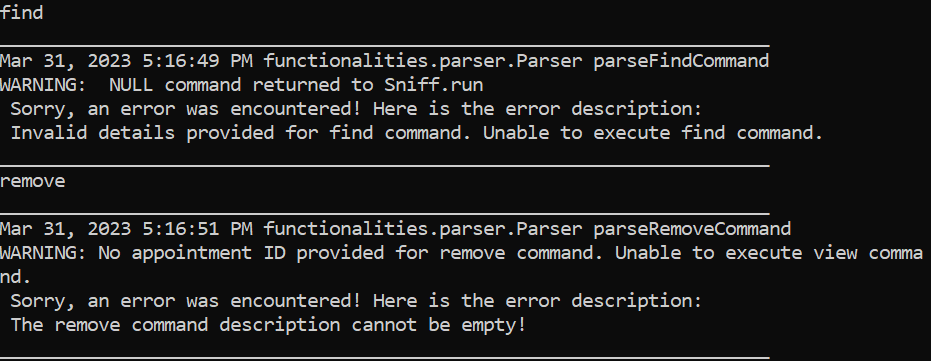 find
Mar 31, 2023 5:16:49 PM functionalities.parser.Parser parseFindCommand
WARNING:  NULL command returned to Sniff.run
 Sorry, an error was encountered! Here is the error description:
 Invalid details provided for find command. Unable to execute find command.
remove
Mar 31, 2023 5:16:51 PM functionalities.parser.Parser parseRemoveCommand
WARNING: No appointment ID provided for remove command. Unable to execute view comma
nd.
 Sorry, an error was encountered! Here is the error description:
 The remove command description cannot be empty!